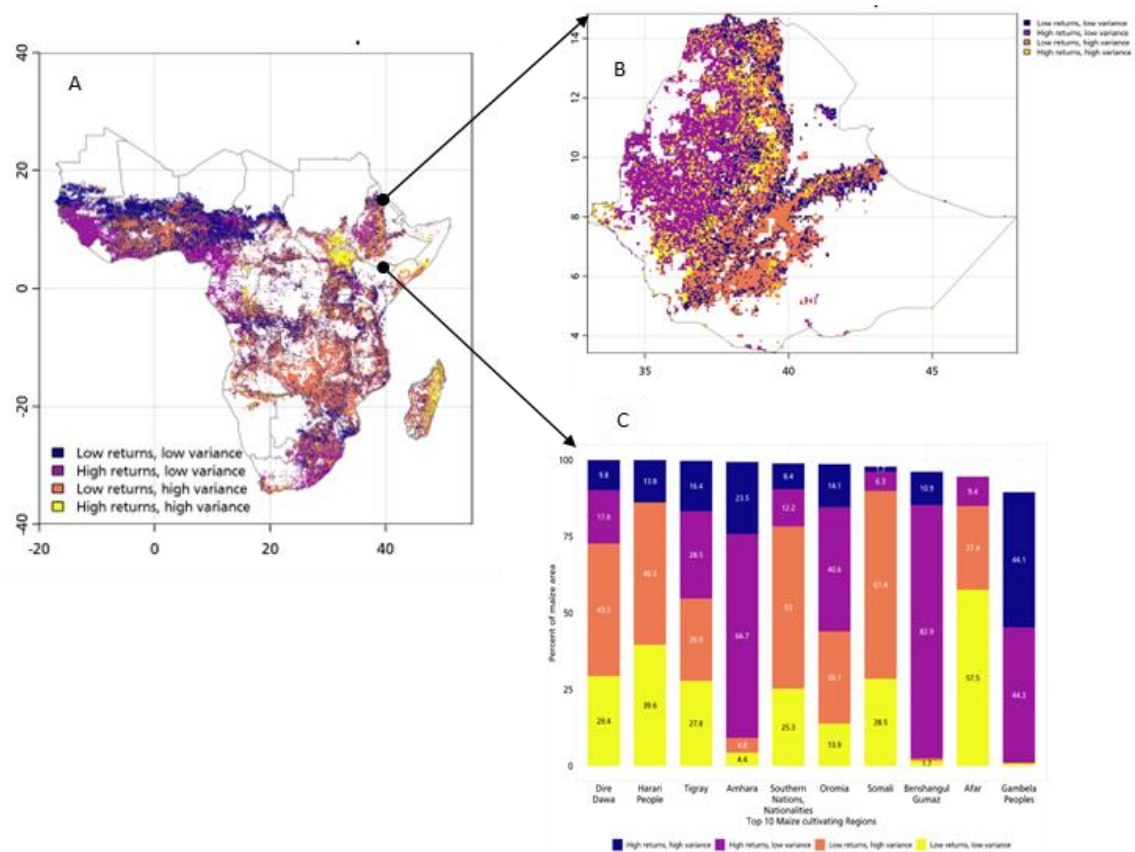 A
40
20
0
-20
-40
-20
0
20
40
Low returns, low variance
High returns, low variance
Low returns, high variance
High returns, high variance
B
14
12
10
8
6
4
35
40
45
Low returns, low variance
High returns, low variance
Low returns, high variance
High returns, high variance
C
Percent of maize area
100
75
50
25
0
9.8
17.6
43.3
29.4
13.8
46.5
39.6
16.4
28.5
26.9
27.8
23.5
66.7
4.8
4.4
8.4
12.2
53
25.3
14.1
40.6
30.1
13.9
6.3
61.4
28.5
10.9
82.9
1.7
9.4
27.4
57.5
44.1
44.3
Dire Dawa
Harari People
Tigray
Amhara
Southern Nations, Nationalities
Oromia
Somali
Benshangul Gumaz
Afar
Gambela Peoples
Top 10 Maize cultivating Regions
High returns, high variance
High returns, low variance
Low returns, high variance
Low returns, low variance